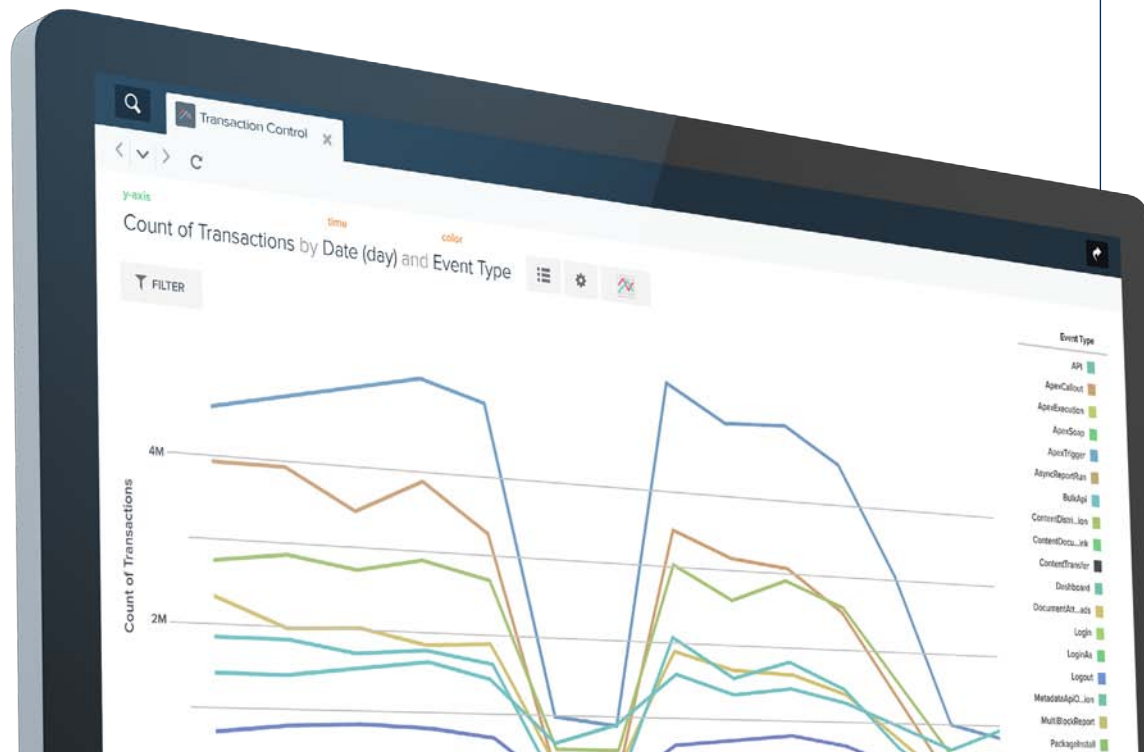 Transaction Control
y-axis
time
color
Count of Transactions by Date (day) and Event Type
FILTER
Event Type
API
ApexCallout
ApexExecution
ApexSoap
ApexTrigger
AsyncReportRun
BulkApi
ContentDistri...ion
ContentDocu...ink
ContentTransfer
Dashboard
DocumentAtt...ads
Login
LoginAs
Logout
MetadataApiO...ion
MultiBlockReport
PackageInstall
4M
2M
Count of Transactions